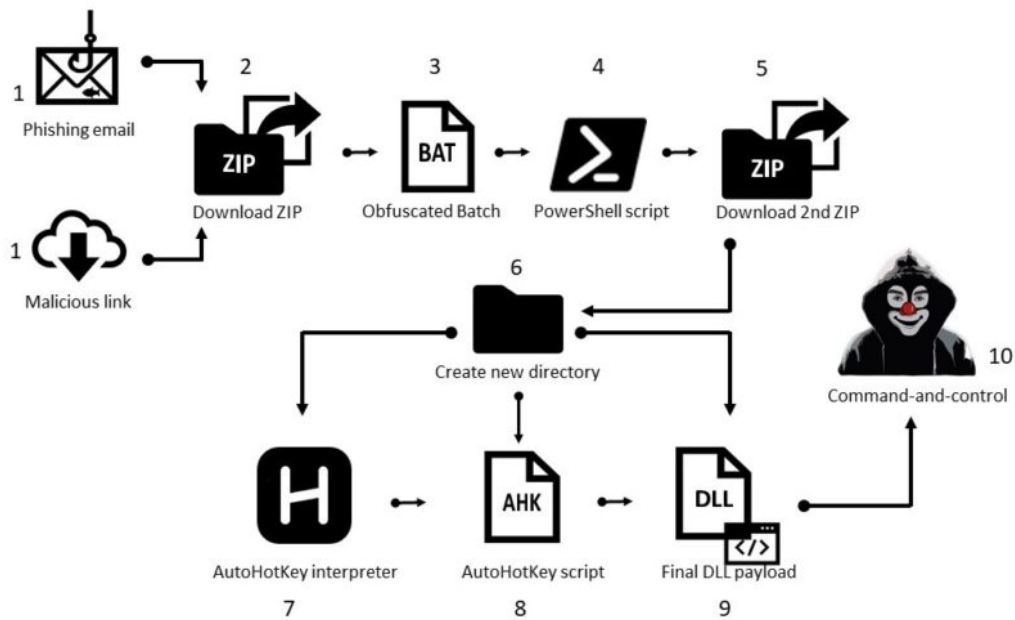 1
Phishing email
1
Malicious link
2
ZIP
Download ZIP
3
BAT
Obfuscated Batch
4
PowerShell script
5
ZIP
Download 2nd ZIP
6
Create new directory
10
Command-and-control
H
AutoHotKey interpreter
7
AHK
AutoHotKey script
8
DLL
</>
Final DLL payload
9